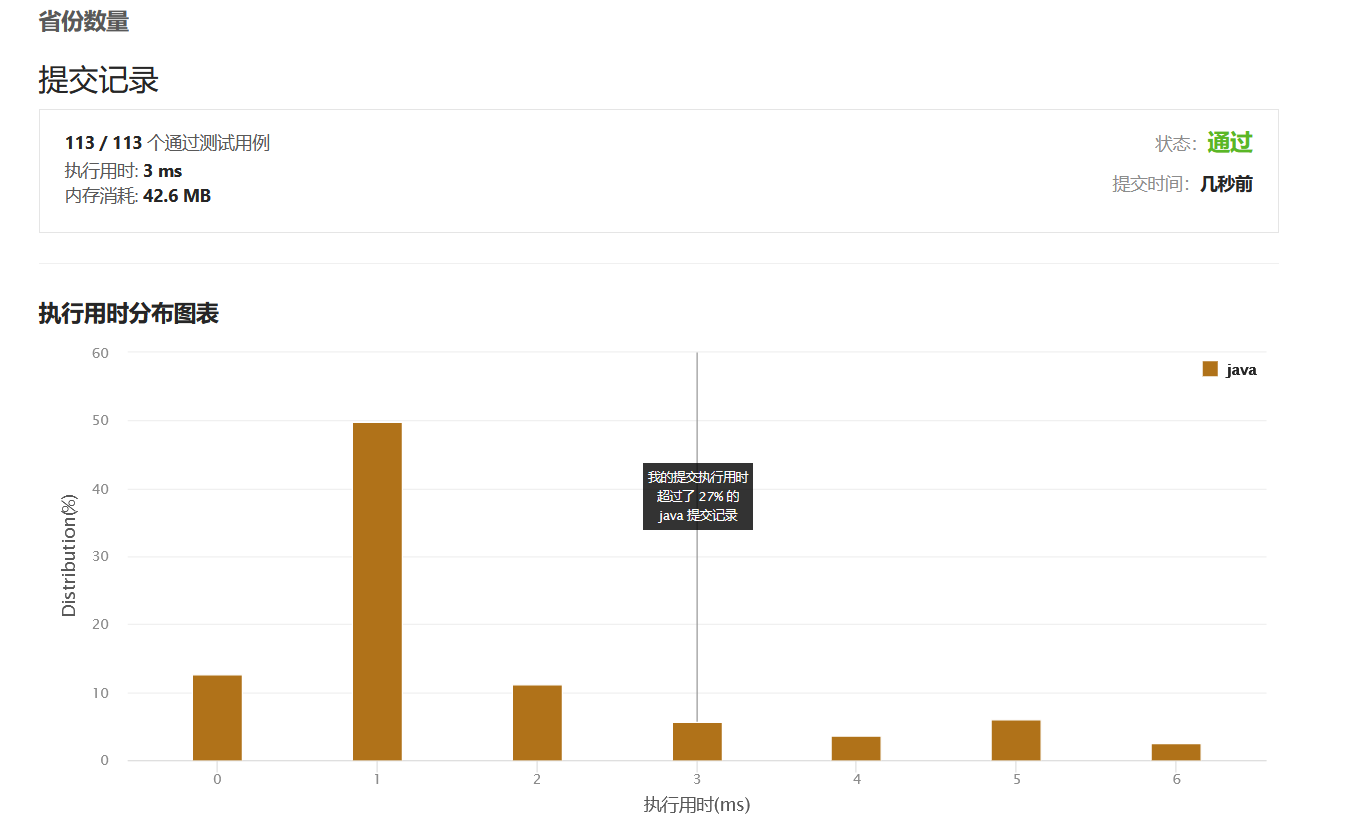 省份数量
提交记录
113 / 113 个通过测试用例
状态：通过
执行用时: 3 ms
提交时间：几秒前
内存消耗: 42.6 MB
执行用时分布图表
java
60
50
40
30
20
10
0
Distribution(%)
我的提交执行用时
超过了 27% 的
java 提交记录
0 1 2 3 4 5 6
执行用时(ms)